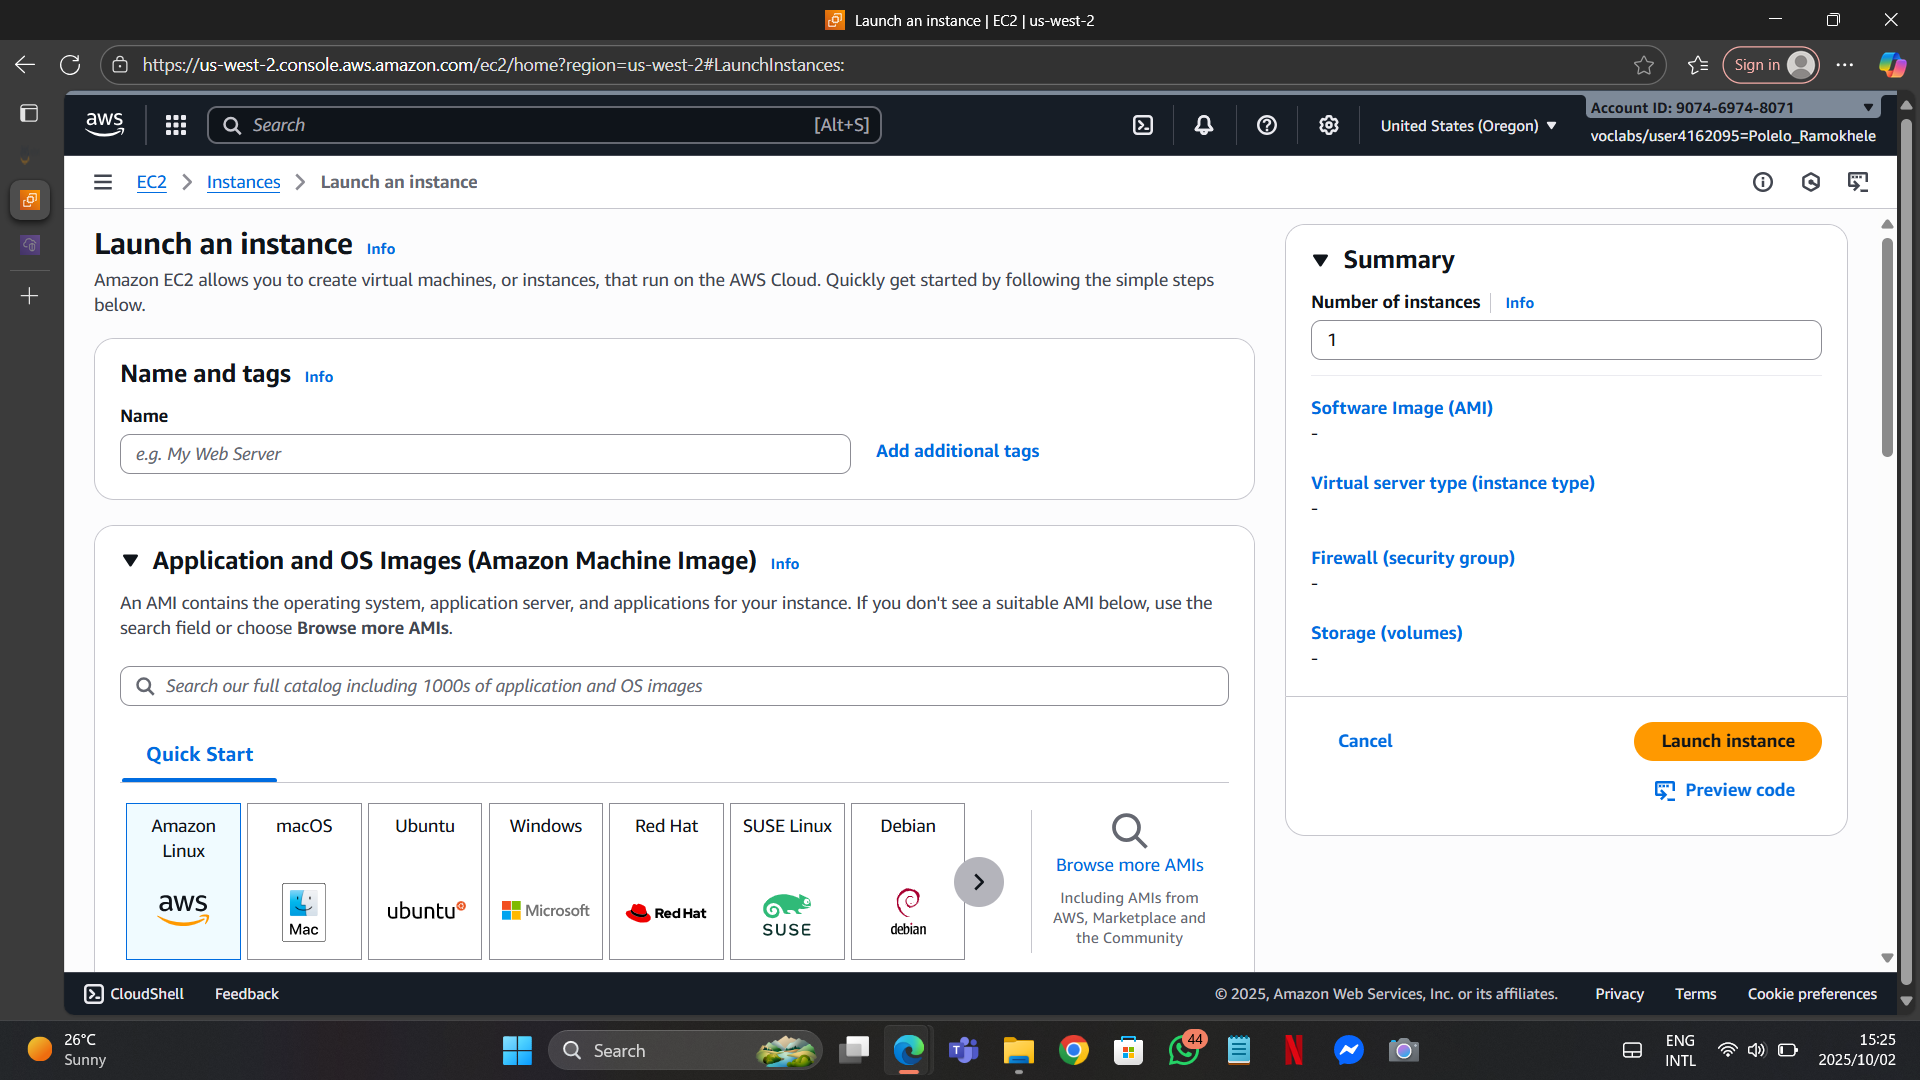 Launch an instance | EC2 | us-west-2
https://us-west-2.console.aws.amazon.com/ec2/home?region=us-west-2#LaunchInstances:
Sign in
aws
Search
[Alt+S]
United States (Oregon)
Account ID: 9074-6974-8071
voclabs/user4162095=Polelo_Ramokhele
EC2
Instances
Launch an instance
Launch an instance Info
Amazon EC2 allows you to create virtual machines, or instances, that run on the AWS Cloud. Quickly get started by following the simple steps
below.
Name and tags Info
Name
e.g. My Web Server
Add additional tags
Application and OS Images (Amazon Machine Image) Info
An AMI contains the operating system, application server, and applications for your instance. If you don't see a suitable AMI below, use the
search field or choose Browse more AMIs.
Search our full catalog including 1000s of application and OS images
Quick Start
Amazon
Linux
aws
macOS
Mac
Ubuntu
ubuntu
Windows
Microsoft
Red Hat
Red Hat
SUSE Linux
SUSE
Debian
debian
Browse more AMIs
Including AMIs from
AWS, Marketplace and
the Community
Summary
Number of instances Info
1
Software Image (AMI)
-
Virtual server type (instance type)
-
Firewall (security group)
-
Storage (volumes)
-
Cancel
Launch instance
Preview code
CloudShell
Feedback
© 2025, Amazon Web Services, Inc. or its affiliates.
Privacy
Terms
Cookie preferences
26°C
Sunny
Search
44
ENG
INTL
15:25
2025/10/02